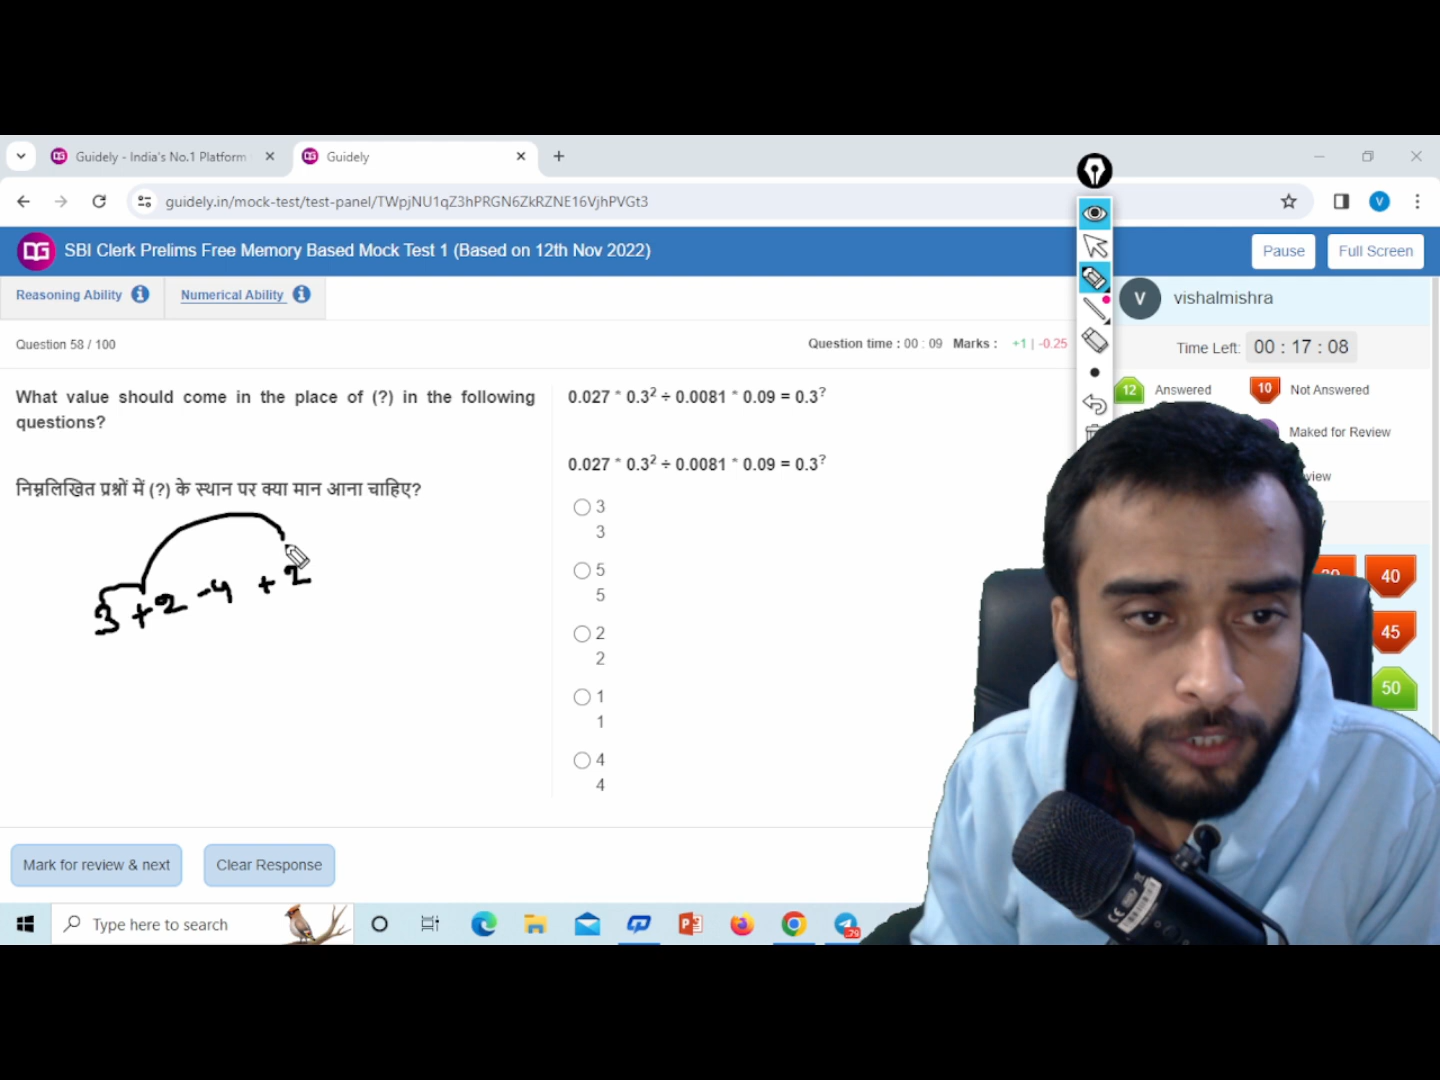 Guidely - India's No.1 Platform
Guidely
guidely.in/mock-test/test-panel/TWpjNU1qZ3hPRGN6ZkRZNE16VjhPVGt3
V
DG SBI Clerk Prelims Free Memory Based Mock Test 1 (Based on 12th Nov 2022)
Pause
Full Screen
Reasoning Ability i
Numerical Ability i
V vishalmishra
Question 58 / 100
Question time : 00 : 09 Marks : +1 | -0.25
Time Left: 00 : 17 : 08
12 Answered
10 Not Answered
Maked for Review
What value should come in the place of (?) in the following
questions?
निम्नलिखित प्रश्नों में (?) के स्थान पर क्या मान आना चाहिए?
3 + 2 - 4 + 2
0.027 * 0.3² ÷ 0.0081 * 0.09 = 0.3^?
0.027 * 0.3² ÷ 0.0081 * 0.09 = 0.3^?
3
3
5
5
2
2
1
1
4
4
40
45
50
Mark for review & next
Clear Response
Type here to search